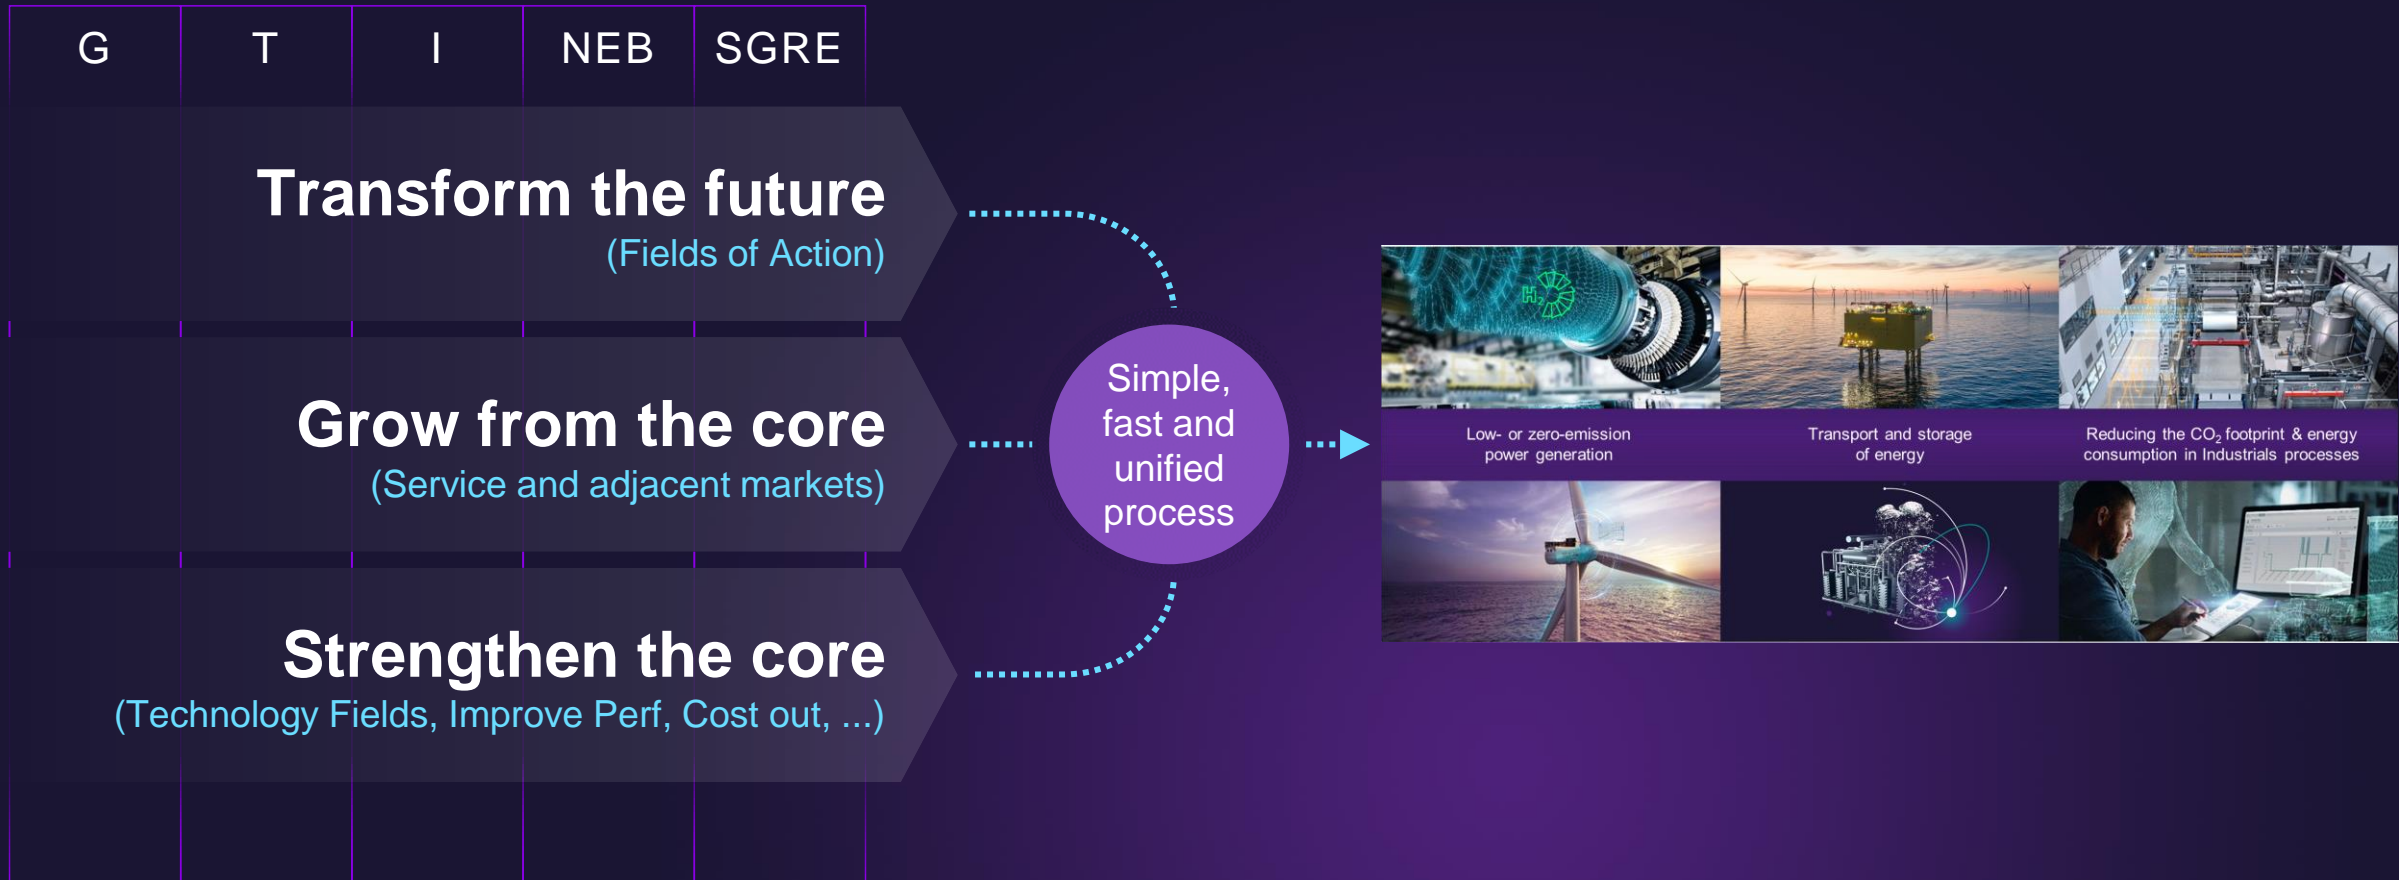 G T I NEB SGRE
Transform the future
(Fields of Action)
Grow from the core
(Service and adjacent markets)
Strengthen the core
(Technology Fields, Improve Perf, Cost out, ...)
Simple,
fast and
unified
process
H₂
Low- or zero-emission
power generation
Transport and storage
of energy
Reducing the CO₂ footprint & energy
consumption in Industrials processes